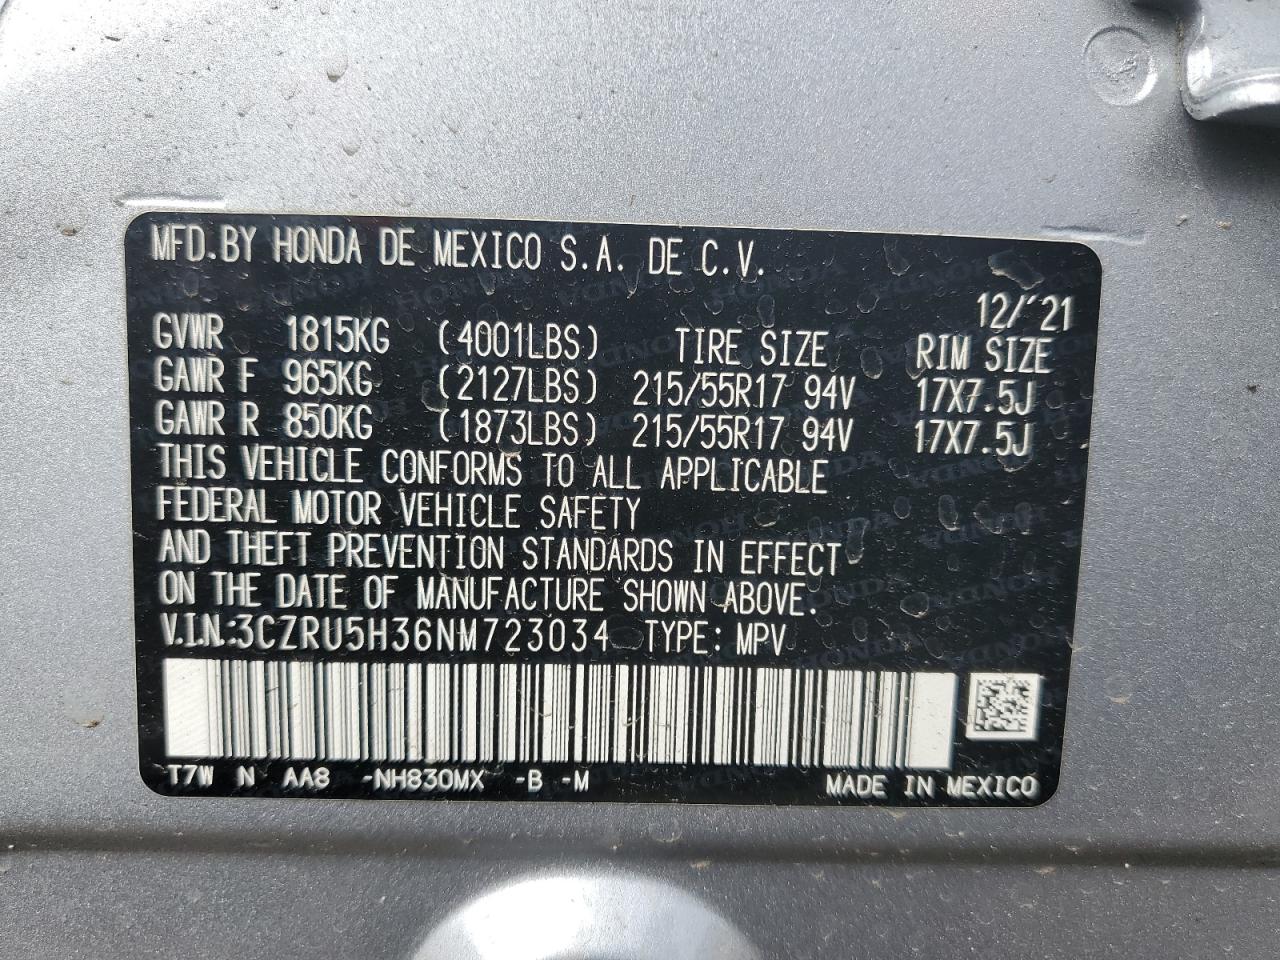 MFD.BY HONDA DE MEXICO S.A. DE C.V.
12/'21
GVWR 1815KG (4001LBS) TIRE SIZE RIM SIZE
GAWR F 965KG (2127LBS) 215/55R17 94V 17X7.5J
GAWR R 850KG (1873LBS) 215/55R17 94V 17X7.5J
THIS VEHICLE CONFORMS TO ALL APPLICABLE
FEDERAL MOTOR VEHICLE SAFETY
AND THEFT PREVENTION STANDARDS IN EFFECT
ON THE DATE OF MANUFACTURE SHOWN ABOVE.
V.I.N.:3CZRU5H36NM723034 TYPE: MPV
T7W N AA8 -NH830MX -B -M MADE IN MEXICO